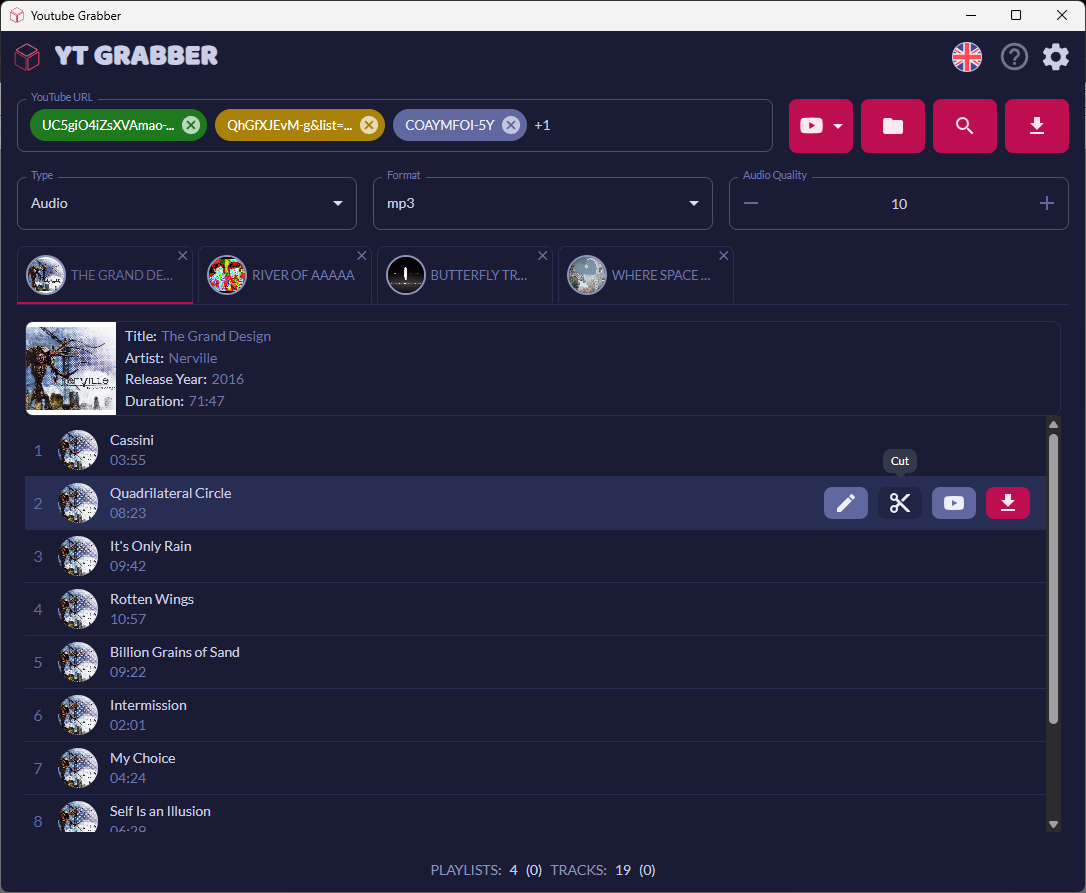 Youtube Grabber
YT GRABBER
YouTube URL
UC5giO4iZsXVAmao-... QhGfXJEvM-g&list=... COAYMFOI-5Y +1
Type Format Audio Quality
Audio mp3 10
THE GRAND DE... RIVER OF AAAAA BUTTERFLY TR... WHERE SPACE ...
Title: The Grand Design
Artist: Nerville
Release Year: 2016
Duration: 71:47
1 Cassini
03:55
Cut
2 Quadrilateral Circle
08:23
3 It's Only Rain
09:42
4 Rotten Wings
10:57
5 Billion Grains of Sand
09:22
6 Intermission
02:01
7 My Choice
04:24
8 Self Is an Illusion
06:29
PLAYLISTS: 4 (0) TRACKS: 19 (0)